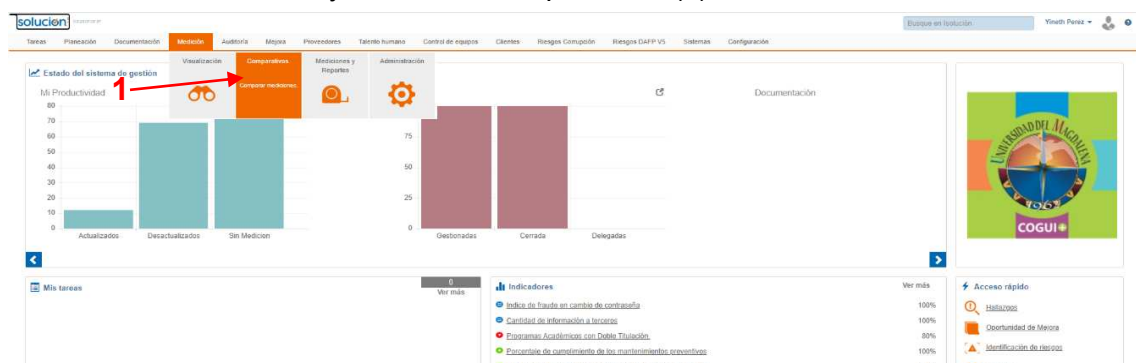 solución
Busque en Isolución
Yineth Perez
Tareas Planeación Documentación Medición Auditoría Mejora Proveedores Talento humano Control de equipos Clientes Riesgos Corrupción Riesgos DAFP V5 Sistemas Configuración
Visualización
Comparativos
Comparar mediciones.
Mediciones y
Reportes
Administración
1
Estado del sistema de gestión
Mi Productividad
Documentación
80
70
60
50
40
30
20
10
0
Actualizados Desactualizados Sin Medicion
75
50
25
0
Gestionadas Cerrada Delegadas
UNIVERSIDAD DEL MAGDALENA
1962
COGUI+
Mis tareas
0
Ver más
Indicadores
Ver más
Indice de fraude en cambio de contraseña 100%
Cantidad de información a terceros 100%
Programas Académicos con Doble Titulación. 80%
Porcentaje de cumplimiento de los mantenimientos preventivos 100%
Acceso rápido
Hallazgos
Oportunidad de Mejora
Identificación de riesgos